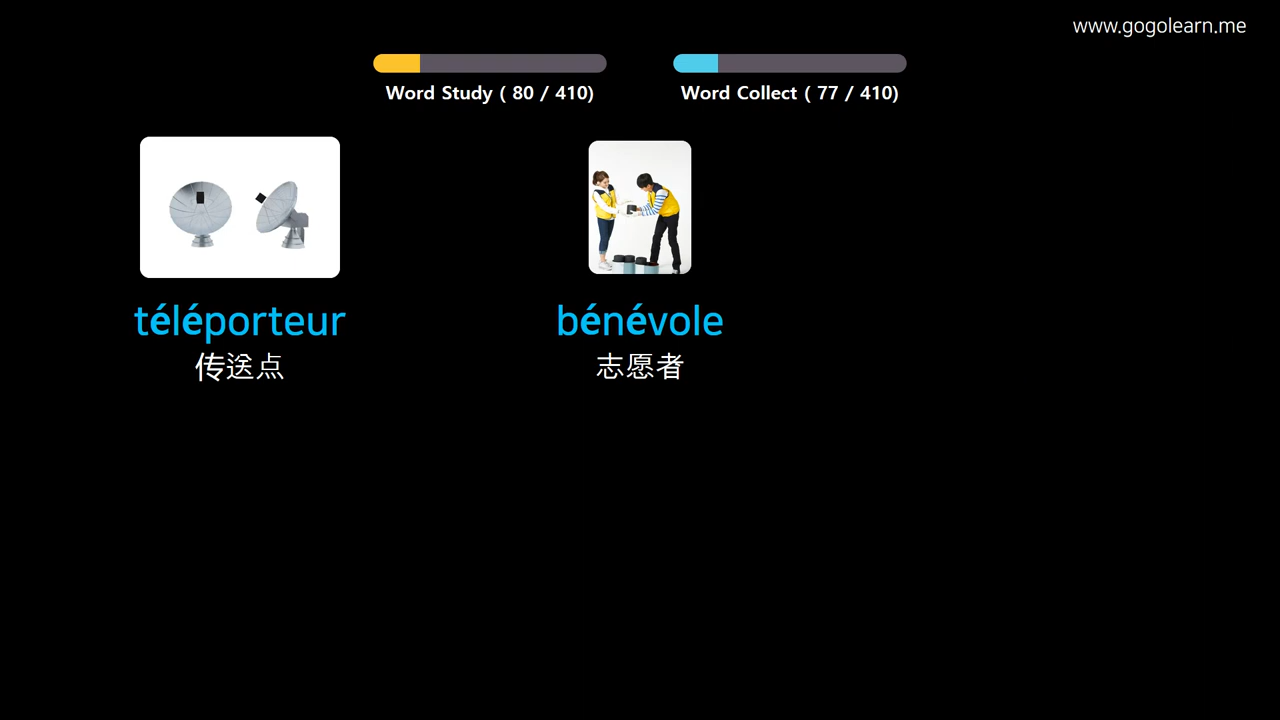 www.gogolearn.me
Word Study ( 80 / 410)
Word Collect ( 77 / 410)
téléporteur
传送点
bénévole
志愿者